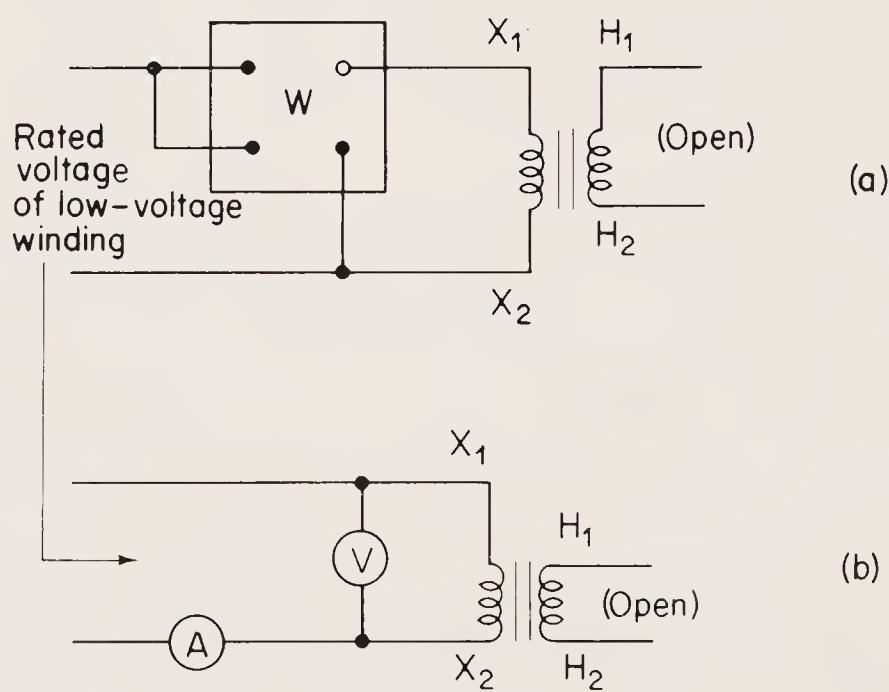 X₁ H₁
W
Rated
voltage
of low-voltage
winding
(Open)
(a)
H₂
X₂
X₁
H₁
V
(b)
(Open)
A
X₂ H₂